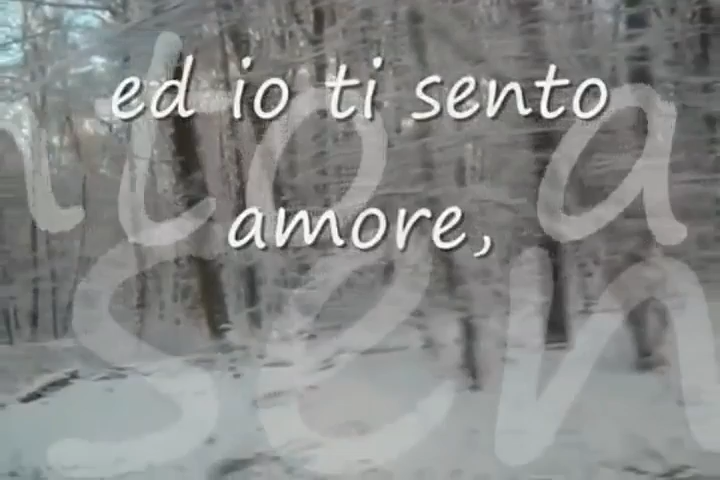 ed io ti sento
amore,